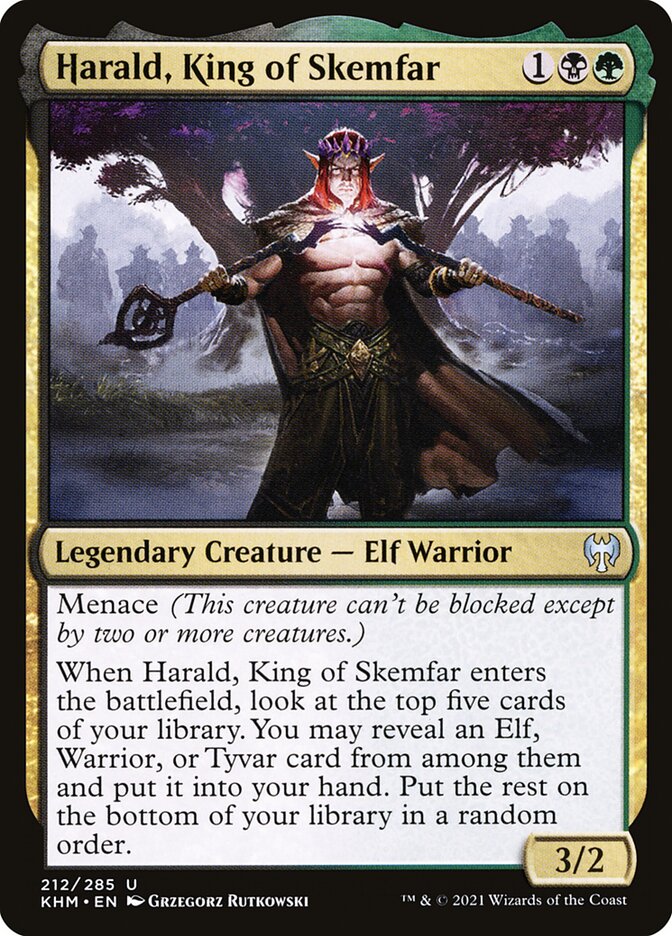 Harald, King of Skemfar 1
Legendary Creature — Elf Warrior
Menace (This creature can't be blocked except
by two or more creatures.)
When Harald, King of Skemfar enters
the battlefield, look at the top five cards
of your library. You may reveal an Elf,
Warrior, or Tyvar card from among them
and put it into your hand. Put the rest on
the bottom of your library in a random
order.
3/2
212/285 U
KHM • EN Grzegorz Rutkowski
™ & © 2021 Wizards of the Coast